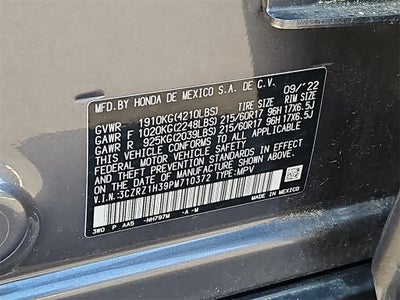 MFD.BY HONDA DE MEXICO S.A. DE C.V.
09/'22
TIRE SIZE RIM SIZE
GVWR 1910KG(4210LBS)
GAWR F 1020KG(2248LBS) 215/60R17 96H 17X6.5J
GAWR R 925KG(2039LBS) 215/60R17 96H 17X6.5J
THIS VEHICLE CONFORMS TO ALL APPLICABLE
FEDERAL MOTOR VEHICLE SAFETY AND THEFT
PREVENTION STANDARDS IN EFFECT ON THE DATE
OF MANUFACTURE SHOWN ABOVE.
V.I.N.:3CZRZ1H39PM710372 TYPE:MPV
3W0 P AA5 -NH797M -A -M
MADE IN MEXICO